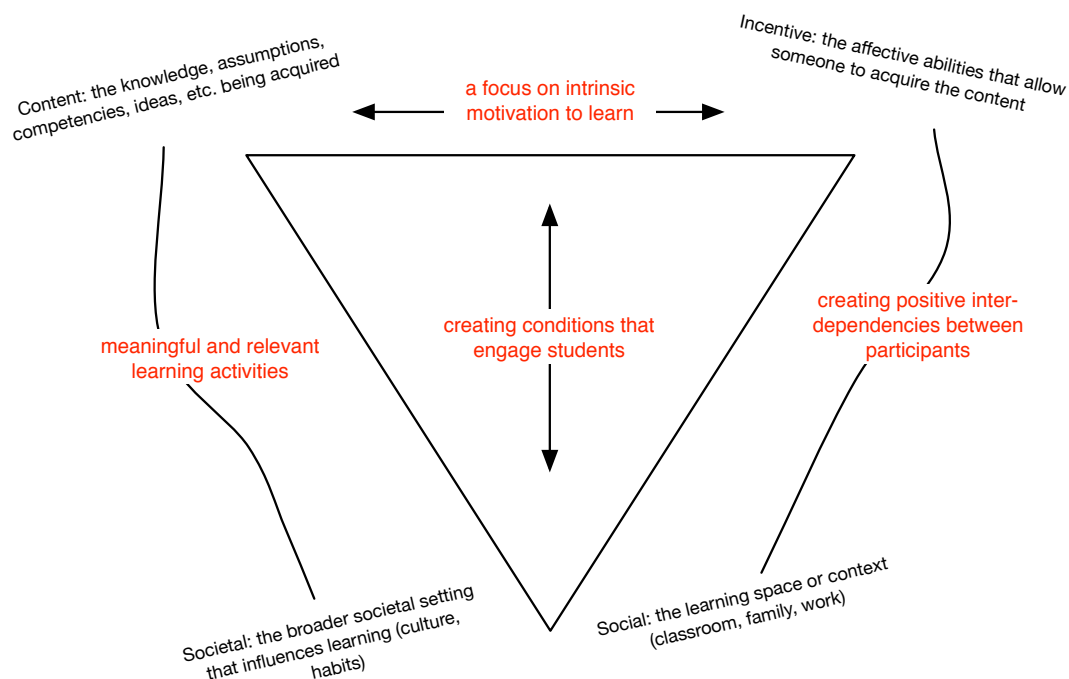 Content: the knowledge, assumptions,
competencies, ideas, etc. being acquired
a focus on intrinsic
motivation to learn
Incentive: the affective abilities that allow
someone to acquire the content
creating conditions that
engage students
creating positive inter-
dependencies between
participants
meaningful and relevant
learning activities
Societal: the broader societal setting
that influences learning (culture,
habits)
Social: the learning space or context
(classroom, family, work)